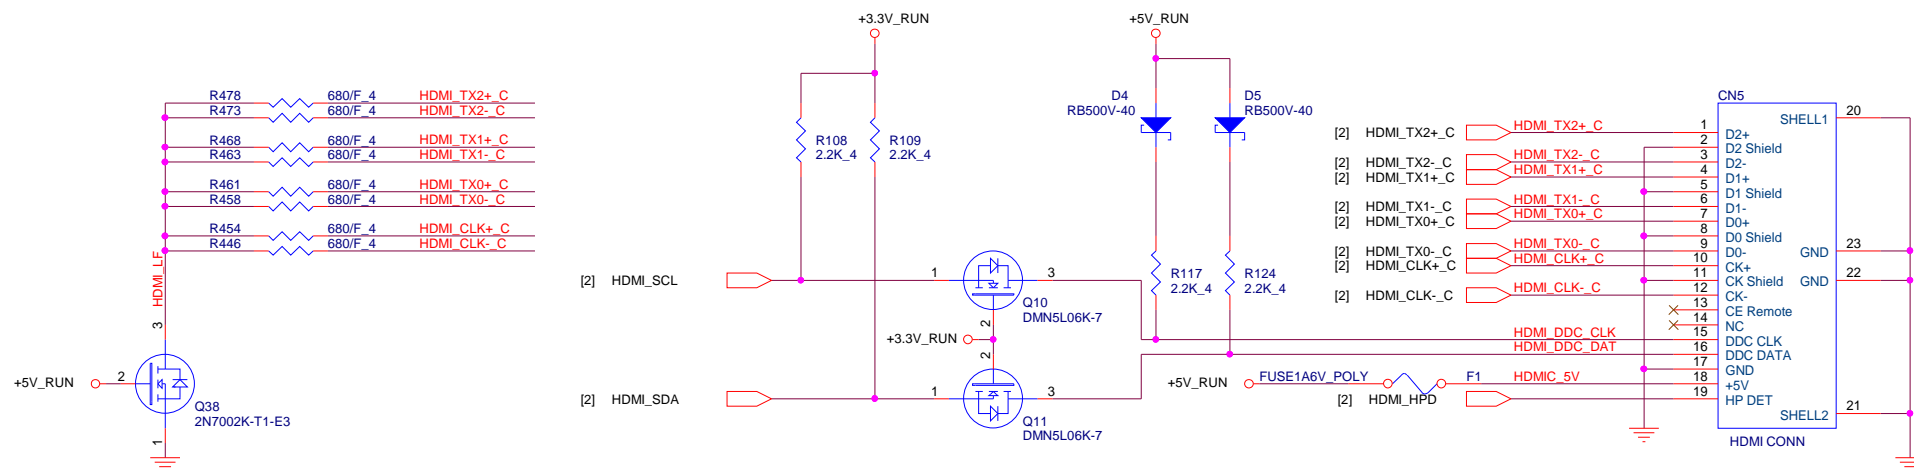 +3.3V_RUN
+5V_RUN
R478 680/F_4 HDMI_TX2+_C
R473 680/F_4 HDMI_TX2-_C
R468 680/F_4 HDMI_TX1+_C
R463 680/F_4 HDMI_TX1-_C
R461 680/F_4 HDMI_TX0+_C
R458 680/F_4 HDMI_TX0-_C
R454 680/F_4 HDMI_CLK+_C
R446 680/F_4 HDMI_CLK-_C
HDMI_LF
3
+5V_RUN 2
Q38
2N7002K-T1-E3
1
R108
2.2K_4
R109
2.2K_4
D4
RB500V-40
D5
RB500V-40
[2] HDMI_SCL 1 3
Q10
DMN5L06K-7
2
+3.3V_RUN
2
[2] HDMI_SDA 1 3
Q11
DMN5L06K-7
R117
2.2K_4
R124
2.2K_4
HDMI_DDC_CLK
HDMI_DDC_DAT
+5V_RUN FUSE1A6V_POLY F1 HDMIC_5V
[2] HDMI_HPD
[2] HDMI_TX2+_C HDMI_TX2+_C
[2] HDMI_TX2-_C HDMI_TX2-_C
[2] HDMI_TX1+_C HDMI_TX1+_C
[2] HDMI_TX1-_C HDMI_TX1-_C
[2] HDMI_TX0+_C HDMI_TX0+_C
[2] HDMI_TX0-_C HDMI_TX0-_C
[2] HDMI_CLK+_C HDMI_CLK+_C
[2] HDMI_CLK-_C HDMI_CLK-_C
CN5
1 D2+
2 D2 Shield
3 D2-
4 D1+
5 D1 Shield
6 D1-
7 D0+
8 D0 Shield
9 D0-
10 CK+
11 CK Shield
12 CK-
13 CE Remote
14 NC
15 DDC CLK
16 DDC DATA
17 GND
18 +5V
19 HP DET
SHELL1 20
GND 23
GND 22
SHELL2 21
HDMI CONN